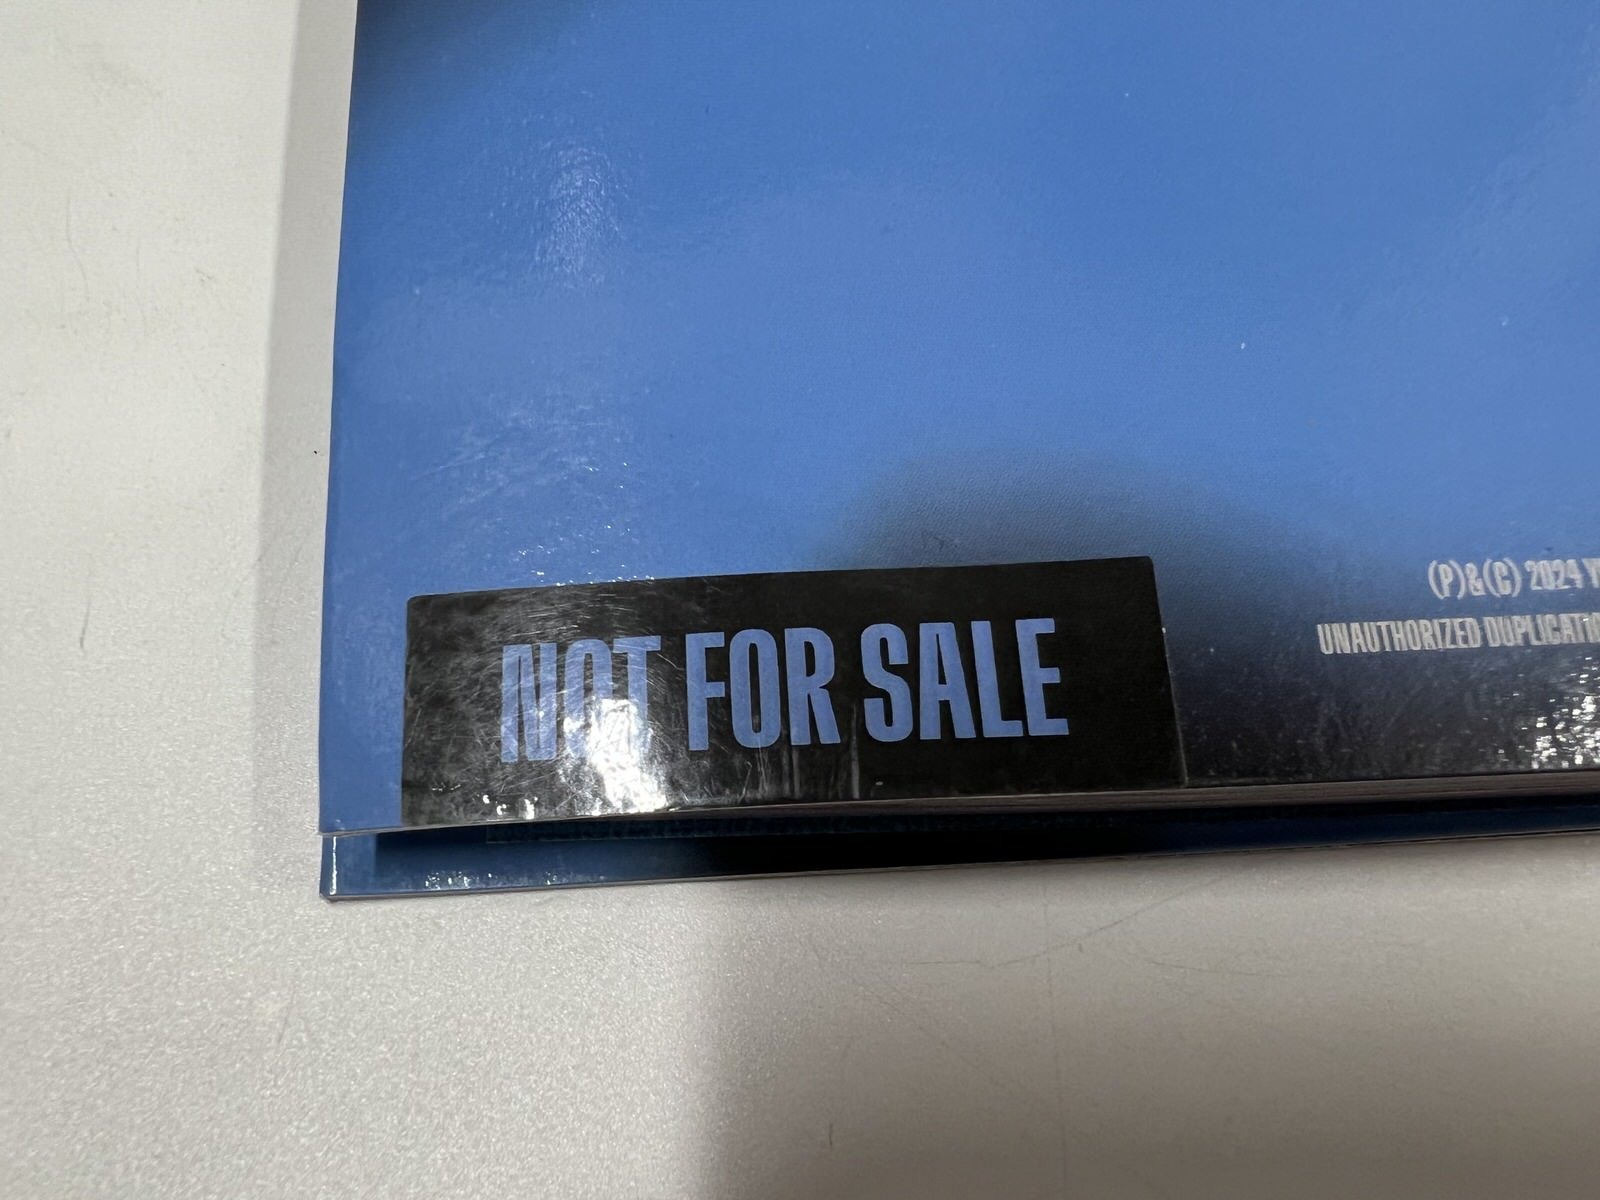 NOT FOR SALE
(P)&(C) 2024
UNAUTHORIZED